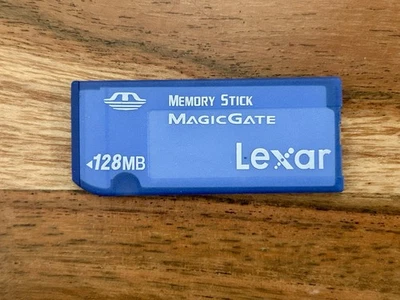 MEMORY STICK
MAGICGATE
128MB
Lexar